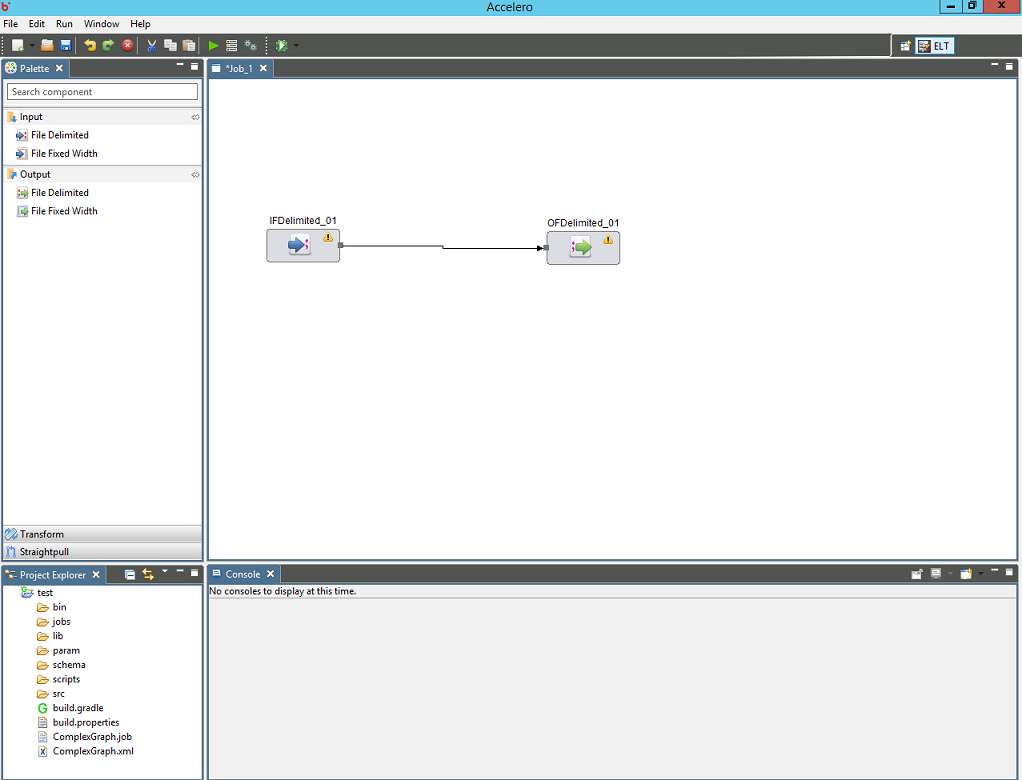 Accelero
File Edit Run Window Help
ELT
Palette
Search component
Input
File Delimited
File Fixed Width
Output
File Delimited
File Fixed Width
Transform
Straightpull
*Job_1
IFDelimited_01
OFDelimited_01
Project Explorer
test
bin
jobs
lib
param
schema
scripts
src
build.gradle
build.properties
ComplexGraph.job
ComplexGraph.xml
Console
No consoles to display at this time.